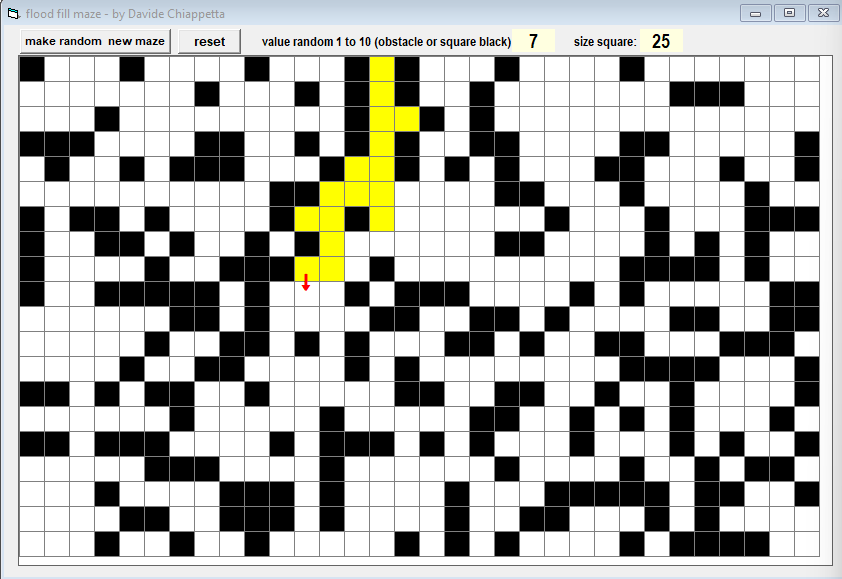 flood fill maze - by Davide Chiappetta
make random  new maze reset value random 1 to 10 (obstacle or square black) 7 size square: 25